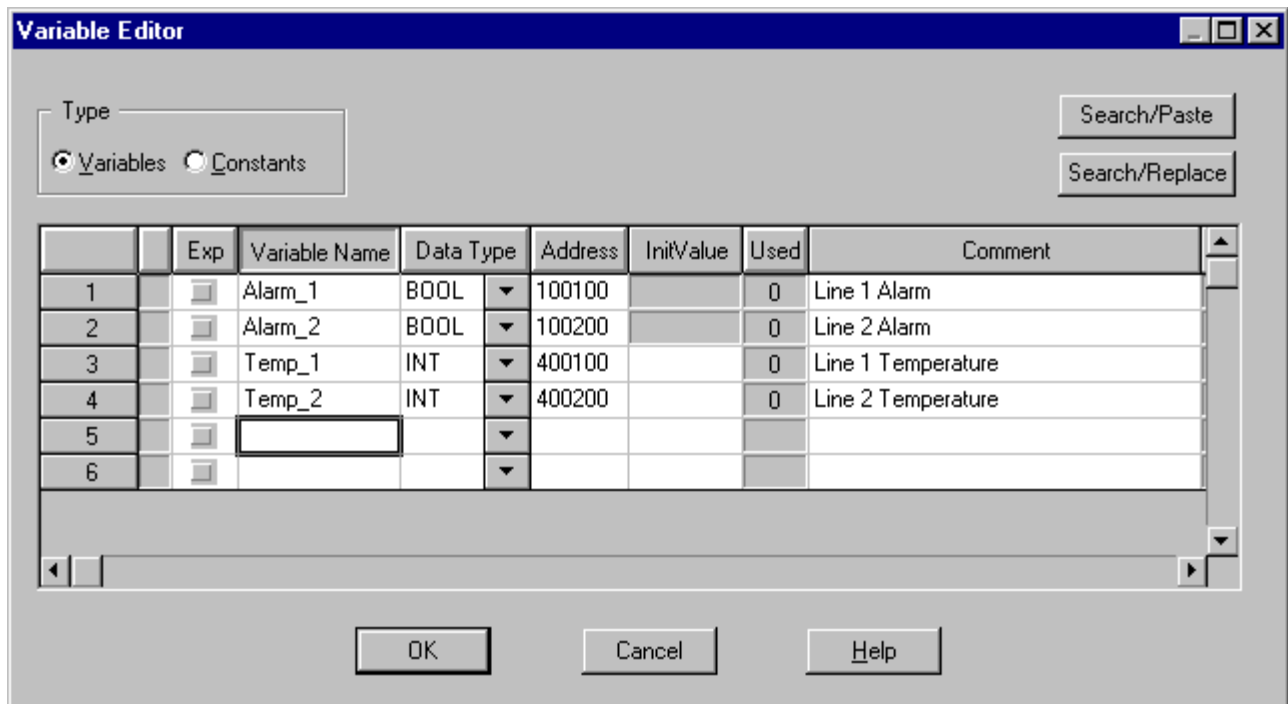 Variable Editor
Type
Variables Constants
Search/Paste
Search/Replace
Exp Variable Name Data Type Address InitValue Used Comment
1 Alarm_1 BOOL 100100 0 Line 1 Alarm
2 Alarm_2 BOOL 100200 0 Line 2 Alarm
3 Temp_1 INT 400100 0 Line 1 Temperature
4 Temp_2 INT 400200 0 Line 2 Temperature
5
6
OK Cancel Help